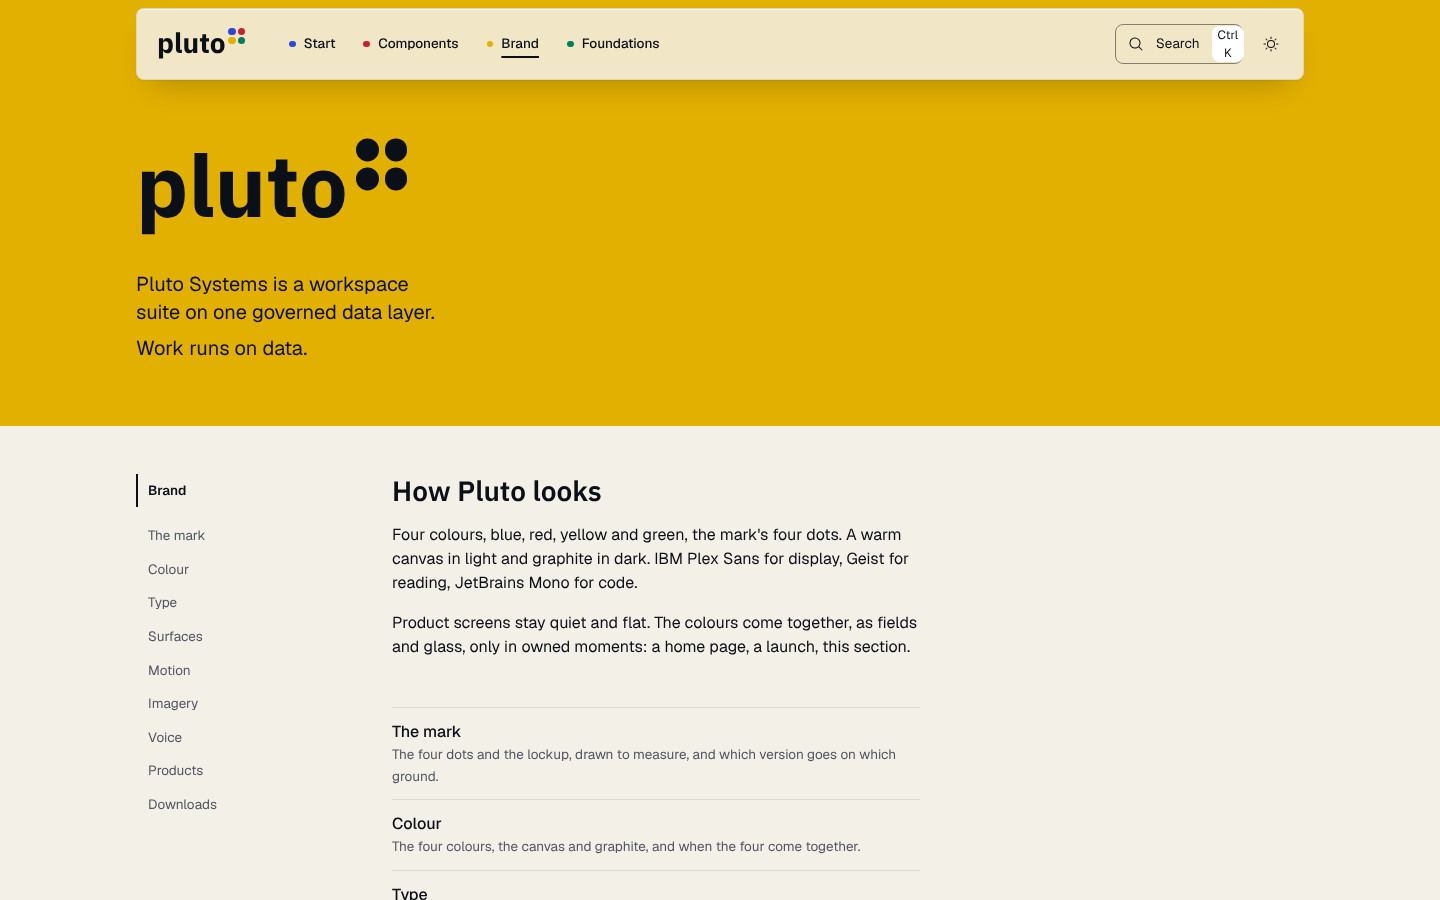 pluto
Start
Components
Brand
Foundations
Search
Ctrl
K
pluto
Pluto Systems is a workspace
suite on one governed data layer.
Work runs on data.
Brand
The mark
Colour
Type
Surfaces
Motion
Imagery
Voice
Products
Downloads
How Pluto looks
Four colours, blue, red, yellow and green, the mark's four dots. A warm
canvas in light and graphite in dark. IBM Plex Sans for display, Geist for
reading, JetBrains Mono for code.
Product screens stay quiet and flat. The colours come together, as fields
and glass, only in owned moments: a home page, a launch, this section.
The mark
The four dots and the lockup, drawn to measure, and which version goes on which
ground.
Colour
The four colours, the canvas and graphite, and when the four come together.
Type